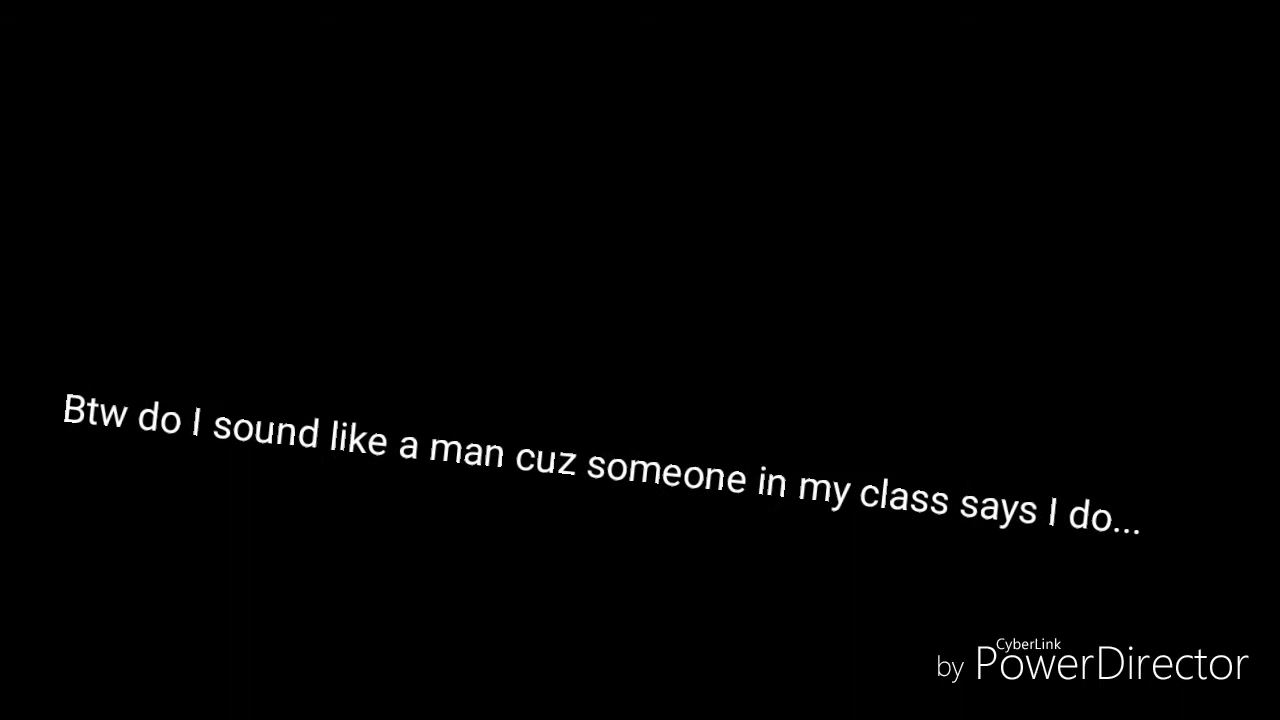 Btw do I sound like a man cuz someone in my class says I do...
CyberLink
by PowerDirector